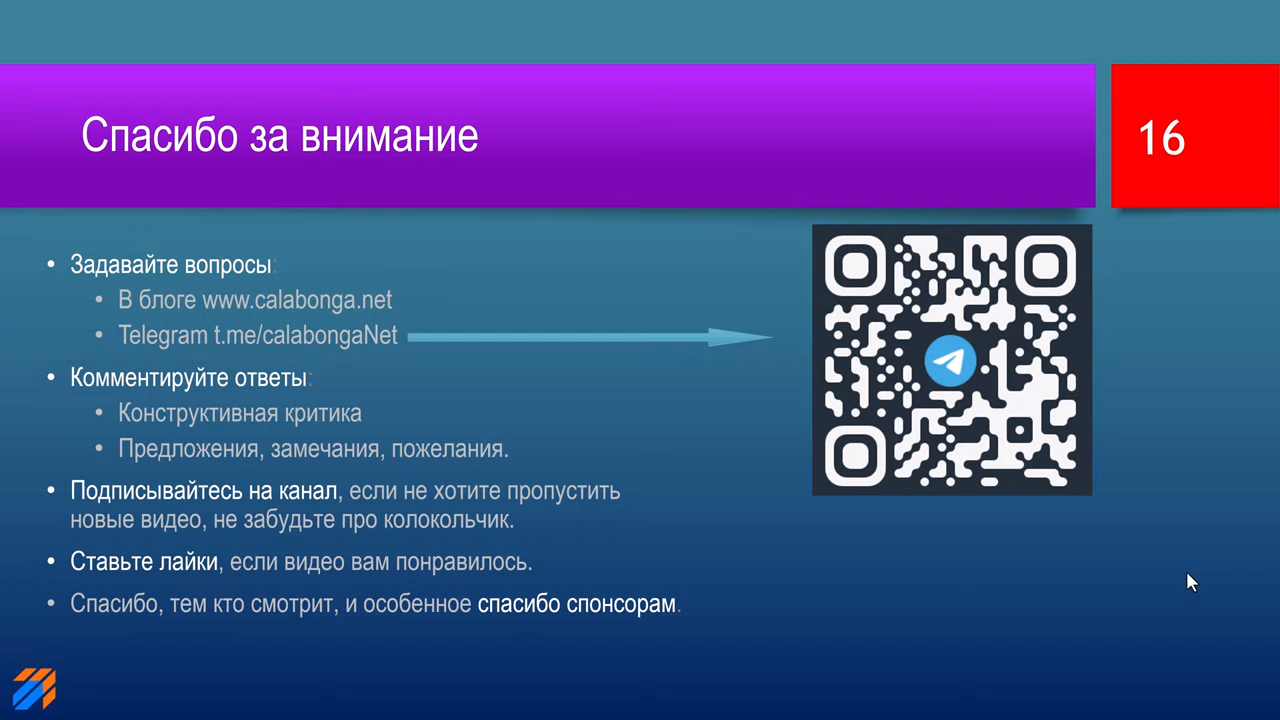 Спасибо за внимание
16
• Задавайте вопросы:
• В блоге www.calabonga.net
• Telegram t.me/calabongaNet
• Комментируйте ответы:
• Конструктивная критика
• Предложения, замечания, пожелания.
• Подписывайтесь на канал, если не хотите пропустить
новые видео, не забудьте про колокольчик.
• Ставьте лайки, если видео вам понравилось.
• Спасибо, тем кто смотрит, и особенное спасибо спонсорам.